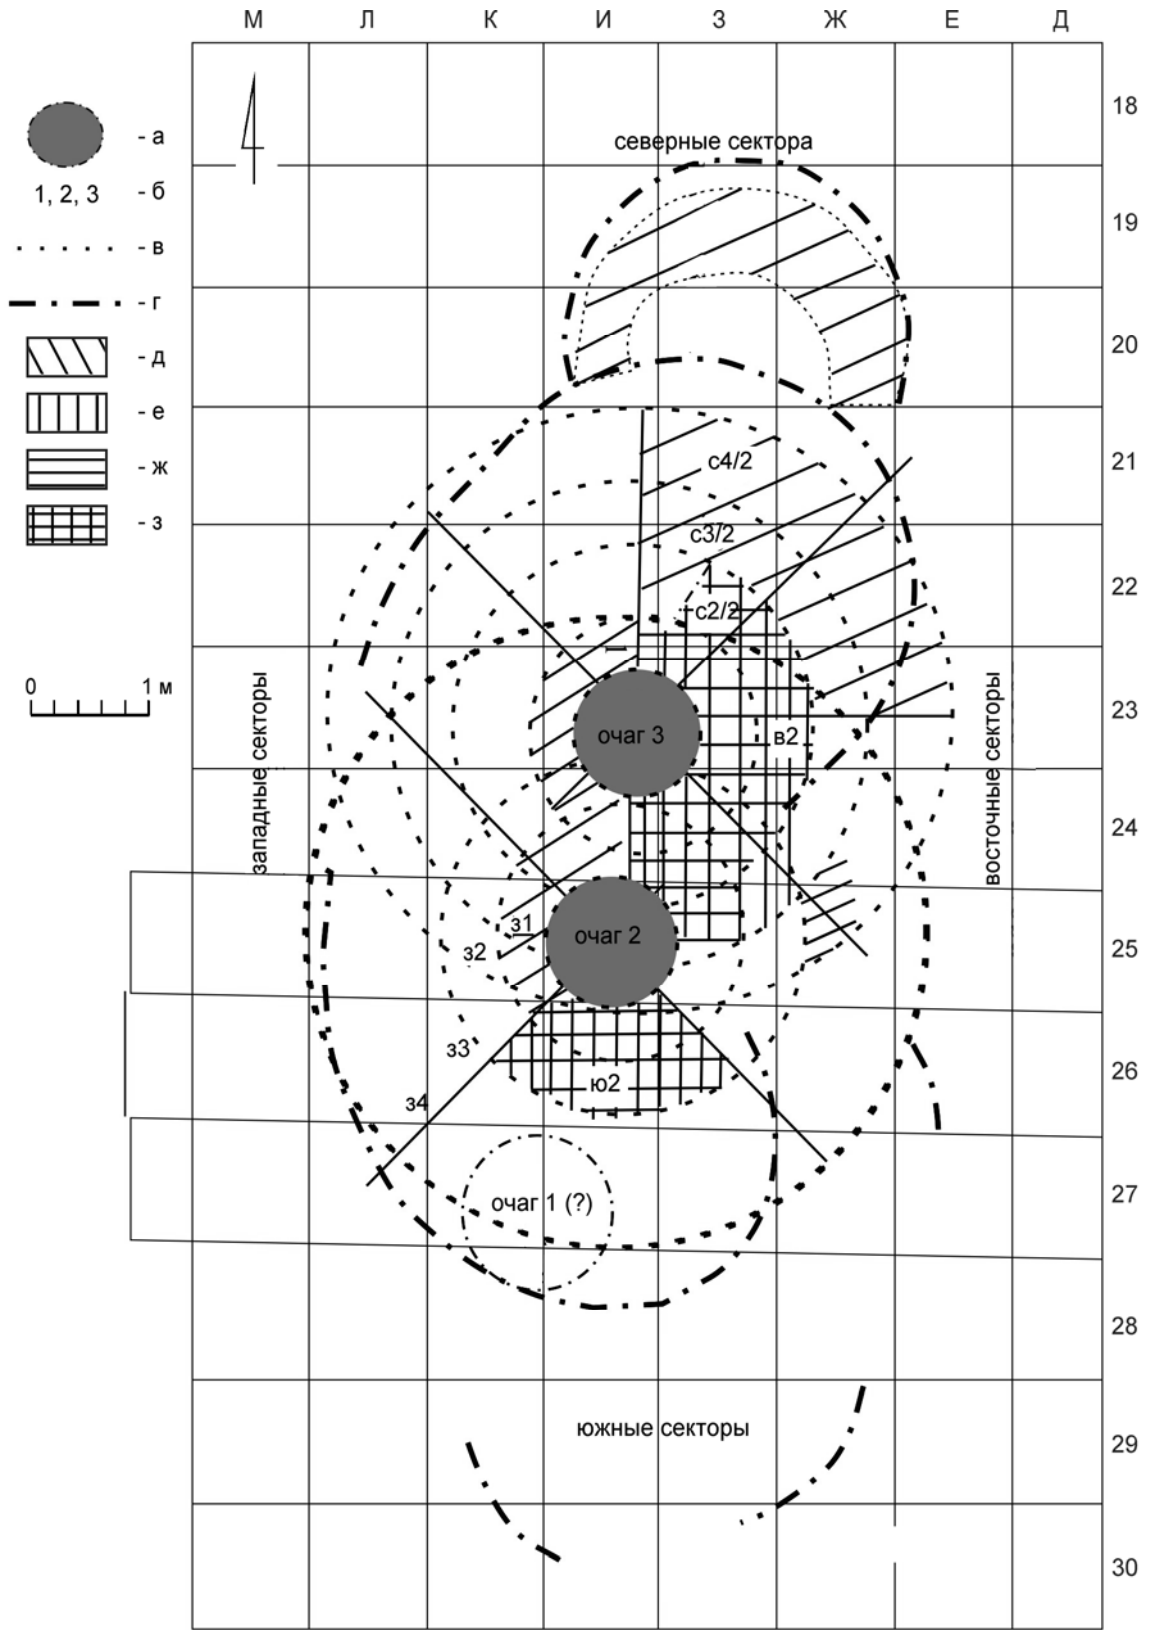 М Л К И З Ж Е Д
18
- а
северные сектора
1, 2, 3 - б
19
- в
- г
20
- д
- е
21
с4/2
- ж
- з
с3/2
22
с2/2
0 1 м
западные секторы
восточные секторы
23
очаг 3
в2
24
з1
очаг 2
25
з2
з3
26
ю2
з4
27
очаг 1 (?)
28
южные секторы
29
30